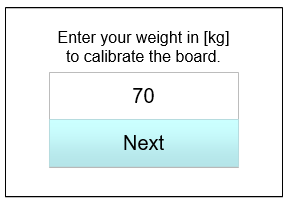 Enter your weight in [kg]
to calibrate the board.
70
Next